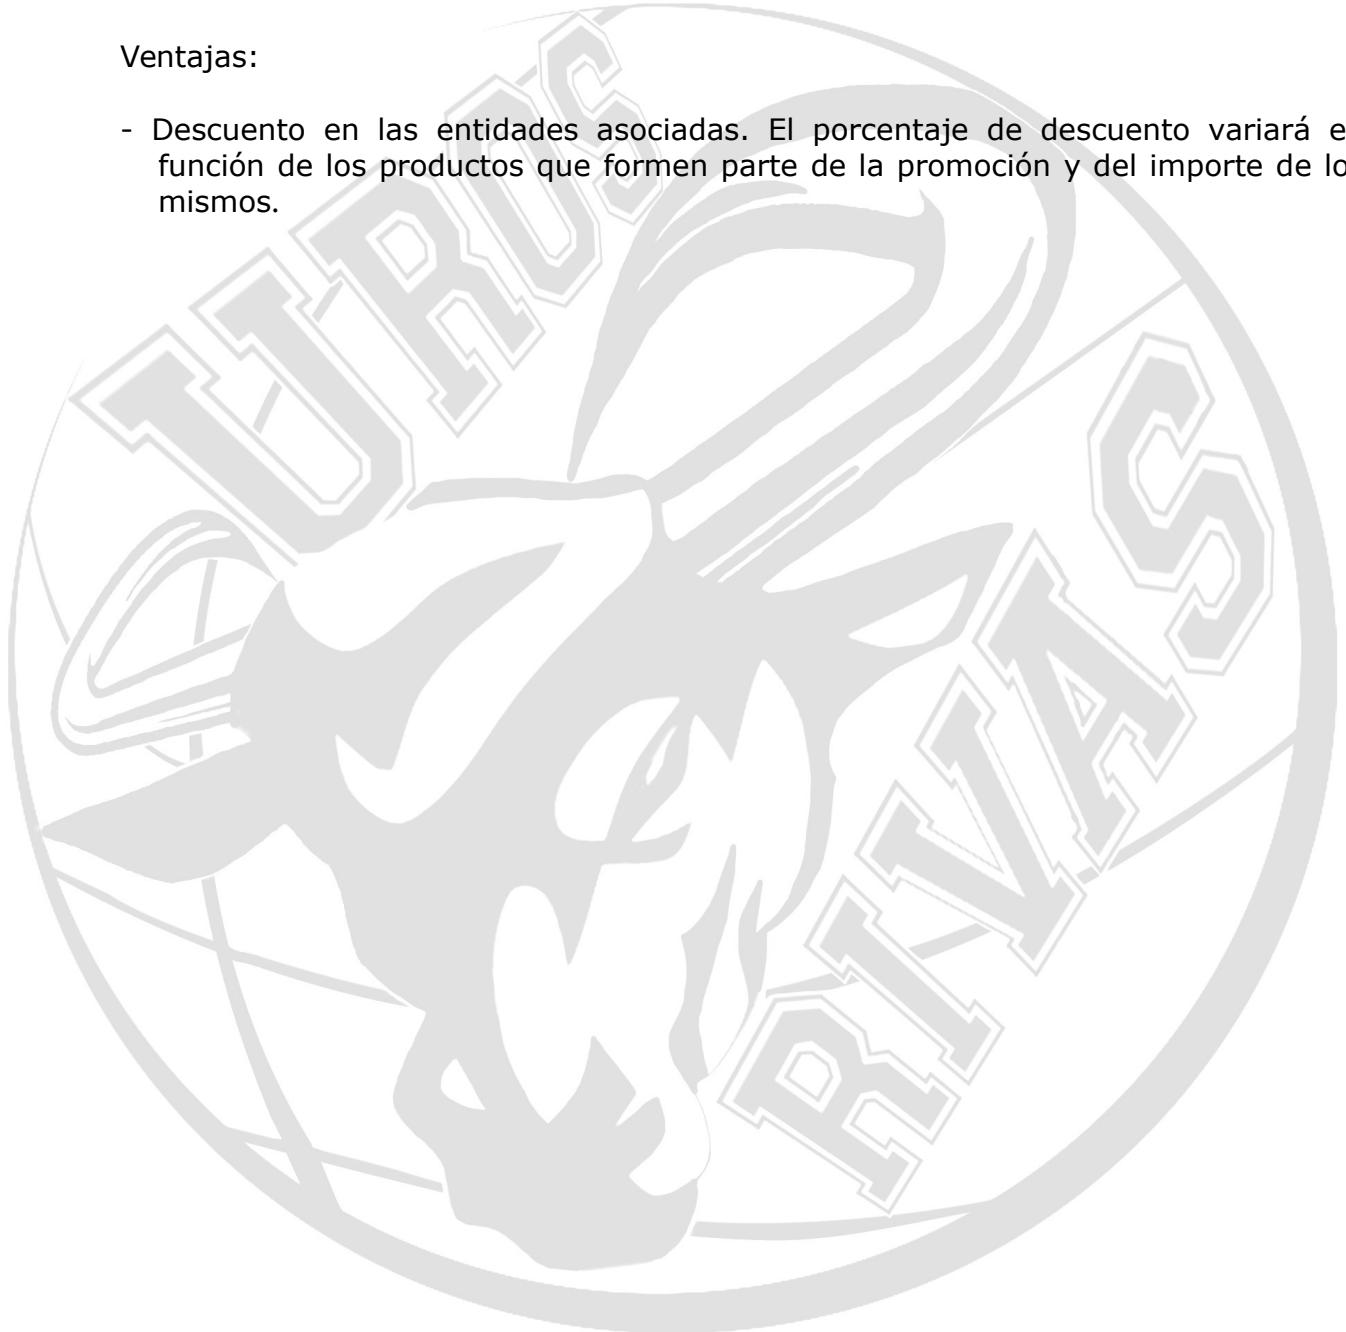 Ventajas:
- Descuento en las entidades asociadas. El porcentaje de descuento variará e
función de los productos que formen parte de la promoción y del importe de lo
mismos.
UROS
RIVAS